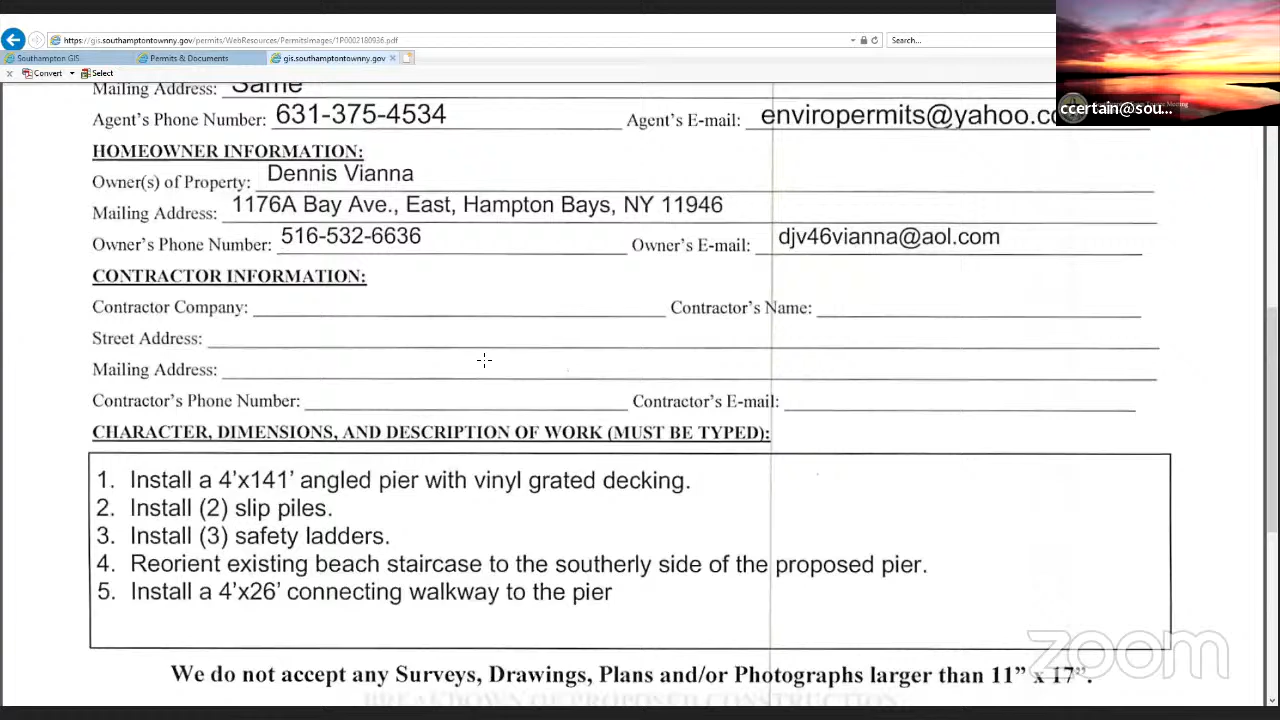 https://gis.southamptontownny.gov/permits/WebResources/PermitsImages/1P0002180936.pdf
Search...
Southampton GIS
Permits & Documents
gis.southamptontownny.gov
Convert
Select
ccertain@sou...
Mailing Address: Same
Agent's Phone Number: 631-375-4534 Agent's E-mail: enviropermits@yahoo.co
HOMEOWNER INFORMATION:
Owner(s) of Property: Dennis Vianna
Mailing Address: 1176A Bay Ave., East, Hampton Bays, NY 11946
Owner's Phone Number: 516-532-6636 Owner's E-mail: djv46vianna@aol.com
CONTRACTOR INFORMATION:
Contractor Company: Contractor's Name:
Street Address:
Mailing Address:
Contractor's Phone Number: Contractor's E-mail:
CHARACTER, DIMENSIONS, AND DESCRIPTION OF WORK (MUST BE TYPED):
1. Install a 4'x141' angled pier with vinyl grated decking.
2. Install (2) slip piles.
3. Install (3) safety ladders.
4. Reorient existing beach staircase to the southerly side of the proposed pier.
5. Install a 4'x26' connecting walkway to the pier
We do not accept any Surveys, Drawings, Plans and/or Photographs larger than 11" x 17".
BREAKDOWN OF PROPOSED CONSTRUCTION
zoom